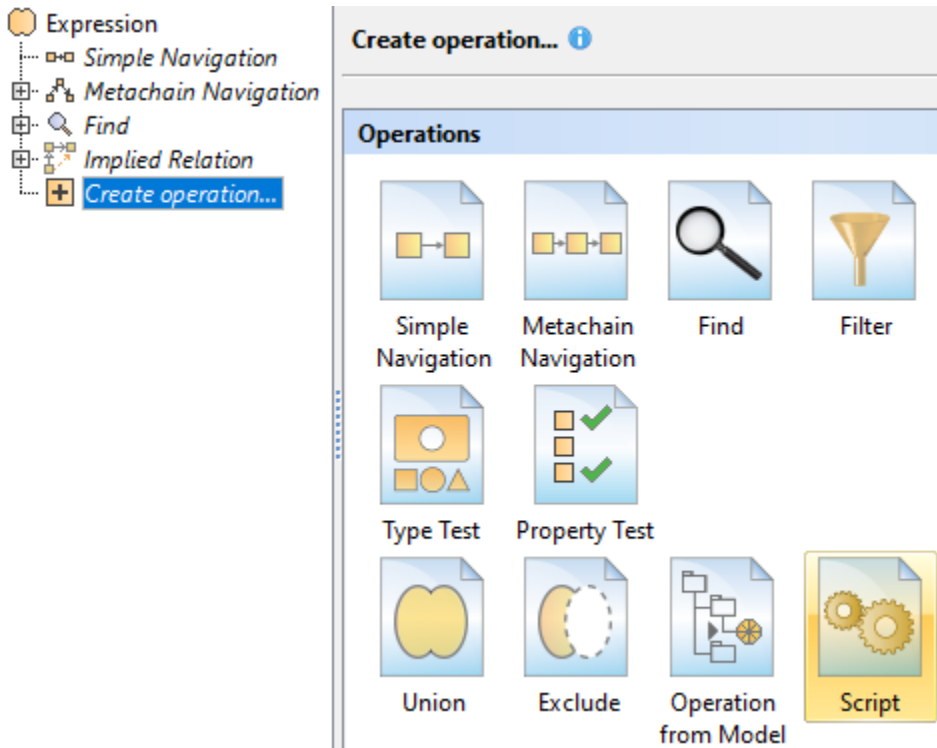 Expression
Simple Navigation
Metachain Navigation
Find
Implied Relation
Create operation...
Create operation...
Operations
Simple Navigation
Metachain Navigation
Find
Filter
Type Test
Property Test
Union
Exclude
Operation from Model
Script